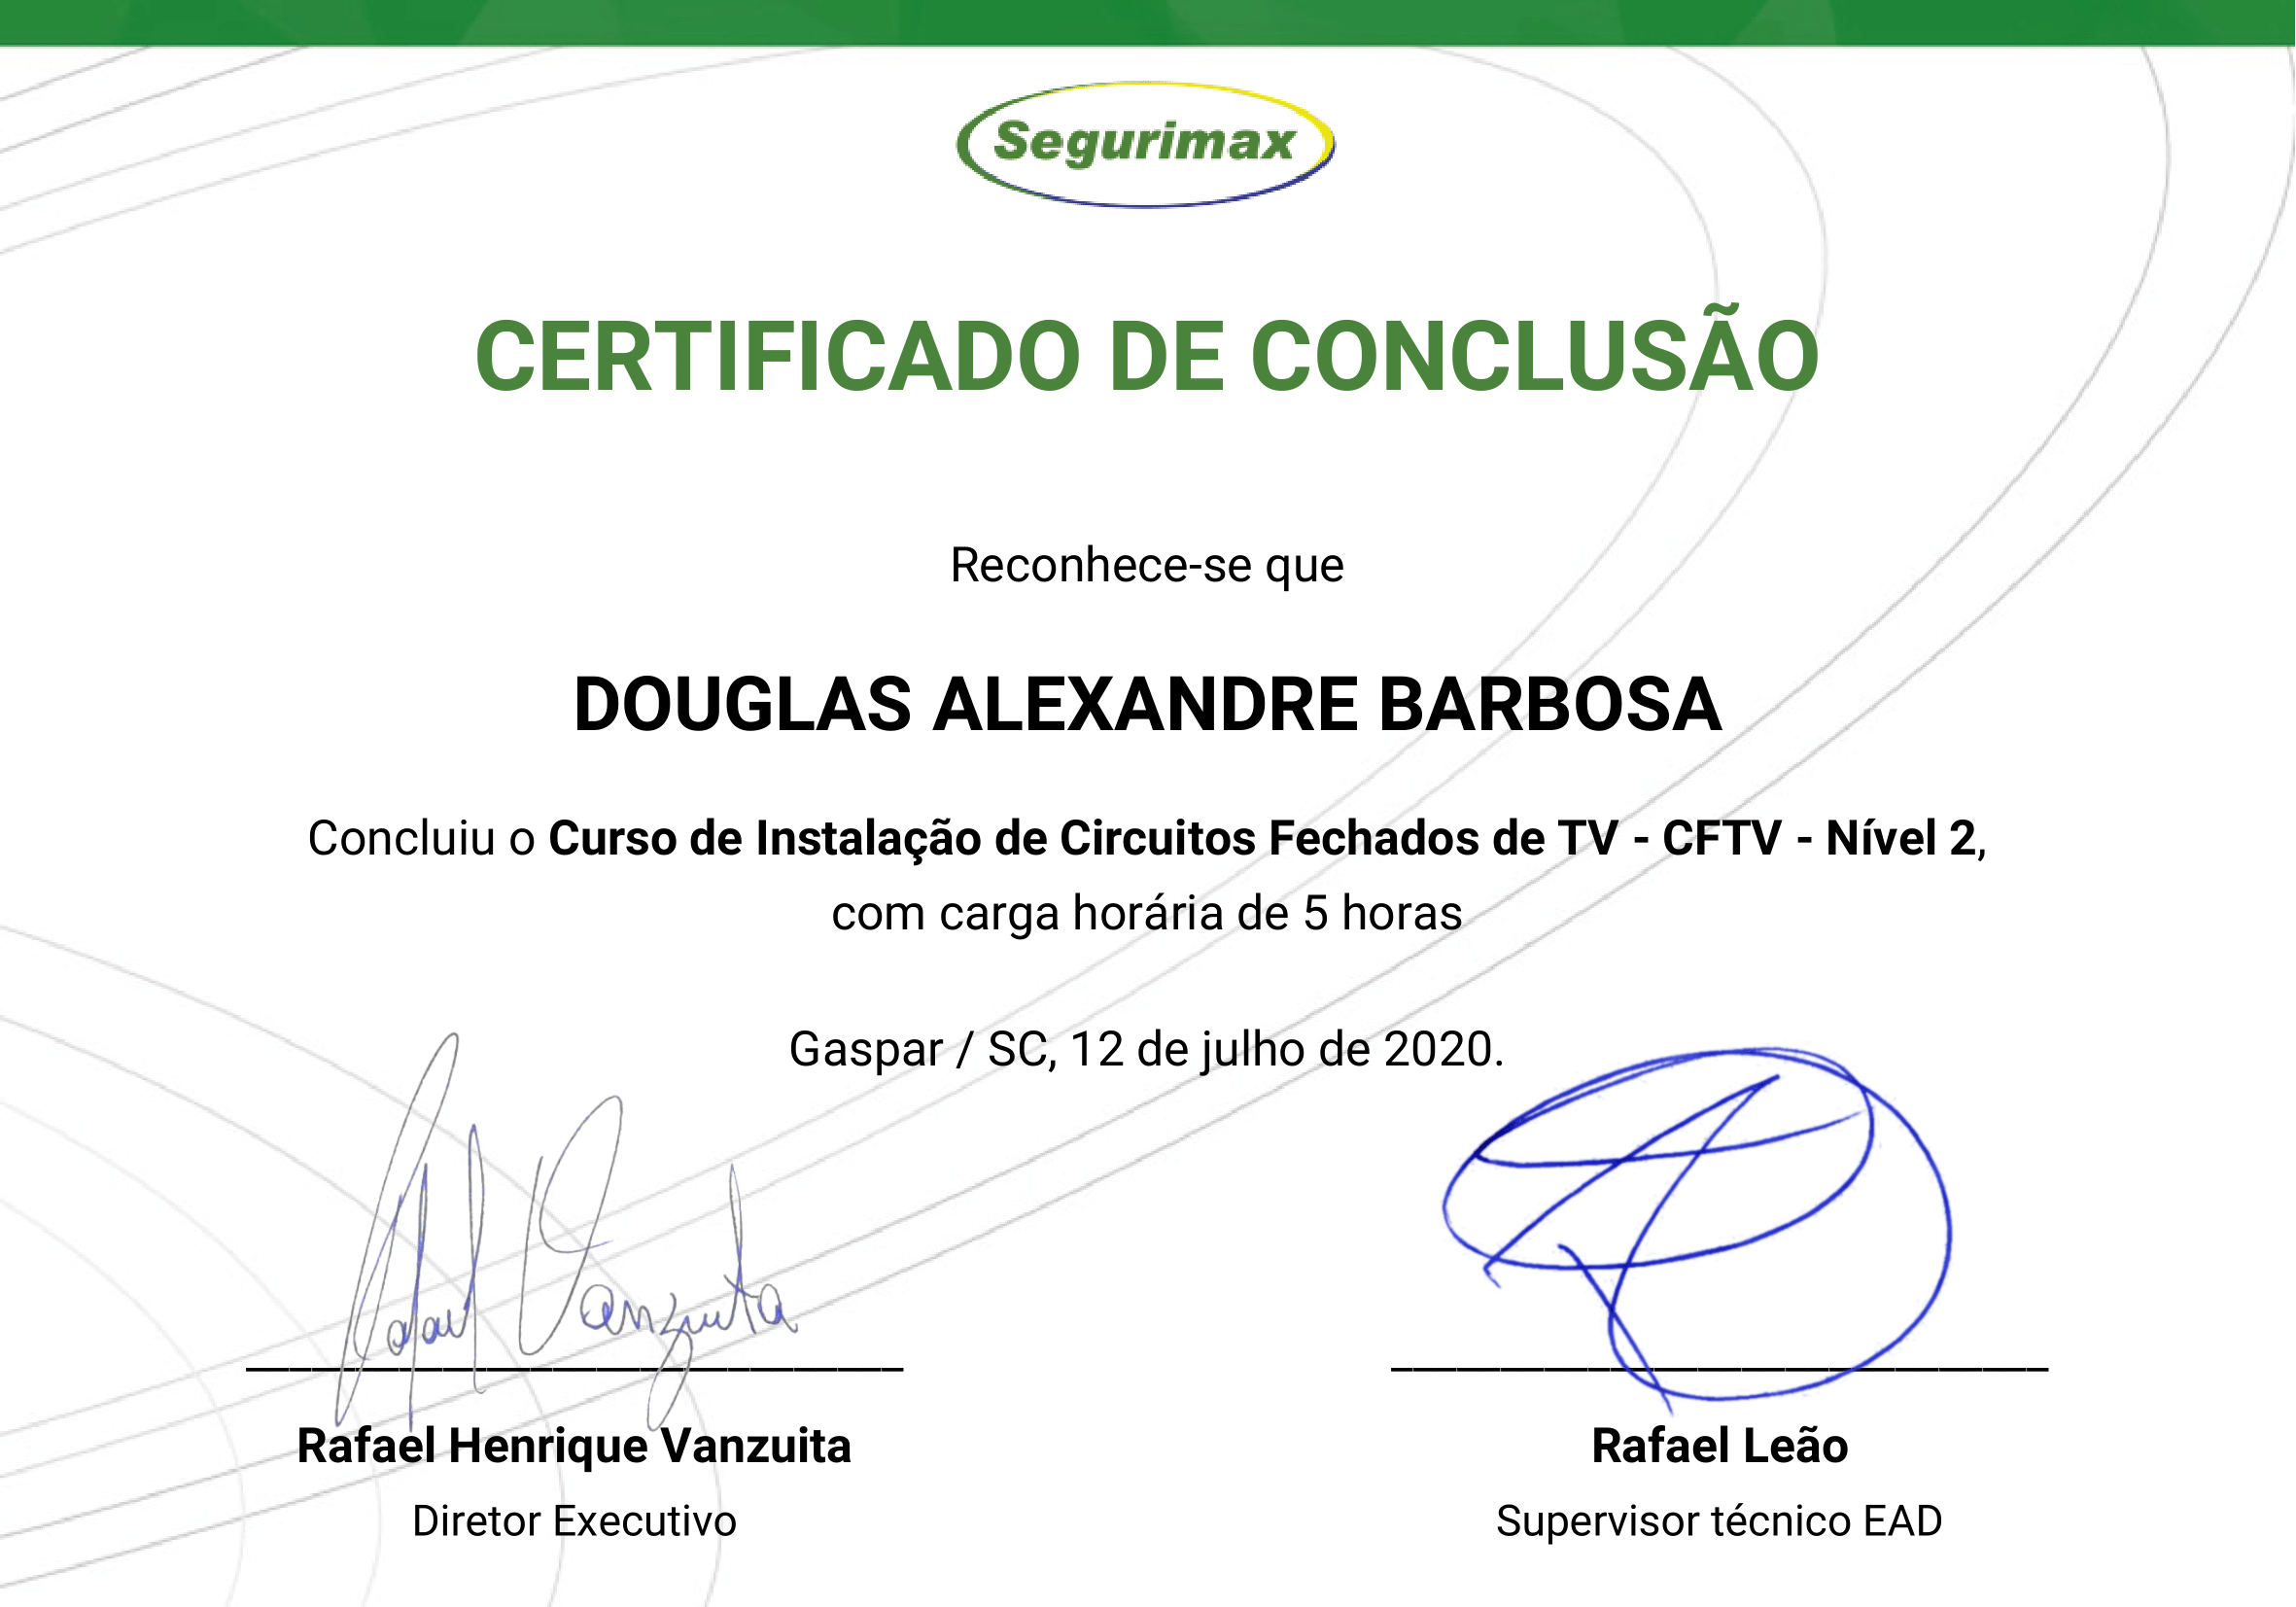 Segurimax
CERTIFICADO DE CONCLUSÃO
Reconhece-se que
DOUGLAS ALEXANDRE BARBOSA
Concluiu o Curso de Instalação de Circuitos Fechados de TV - CFTV - Nível 2,
com carga horária de 5 horas
Gaspar / SC, 12 de julho de 2020.
Rafael Vanzuita
Rafael Henrique Vanzuita
Diretor Executivo
Rafael Leão
Supervisor técnico EAD